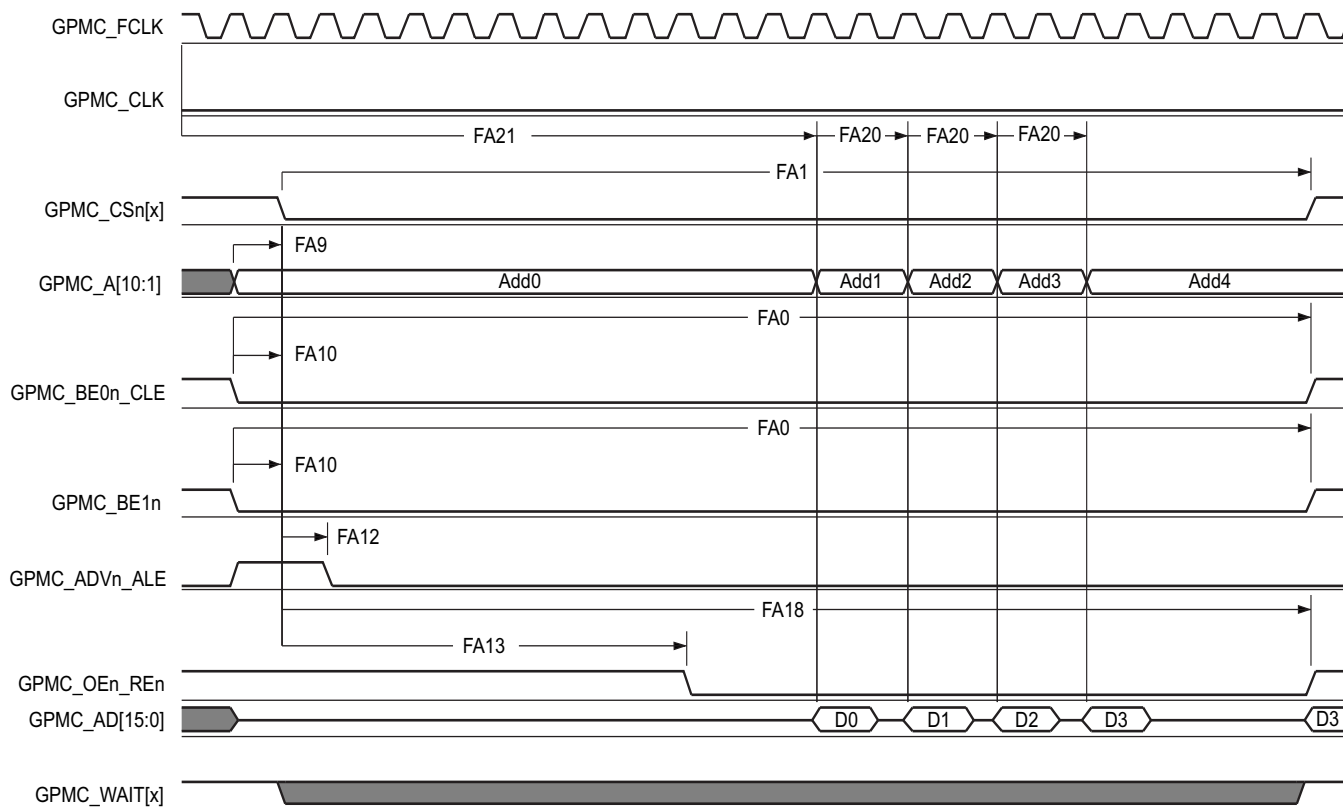 GPMC_FCLK
GPMC_CLK
FA21 FA20 FA20 FA20
FA1
GPMC_CSn[x]
FA9
GPMC_A[10:1] Add0 Add1 Add2 Add3 Add4
FA0
FA10
GPMC_BE0n_CLE
FA0
FA10
GPMC_BE1n
FA12
GPMC_ADVn_ALE
FA18
FA13
GPMC_OEn_REn
GPMC_AD[15:0] D0 D1 D2 D3 D3
GPMC_WAIT[x]